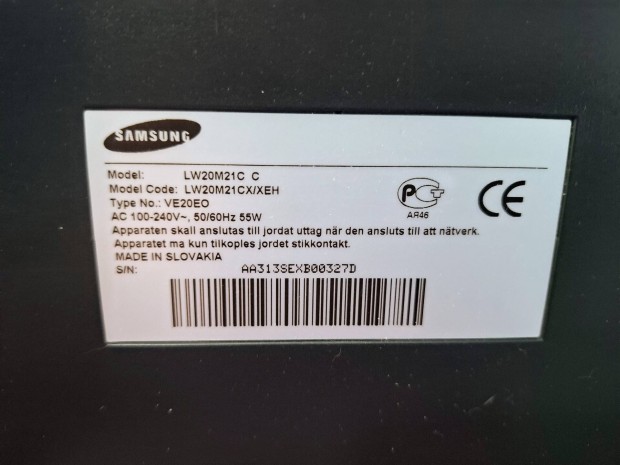 SAMSUNG
Model: LW20M21C C
Model Code: LW20M21CX/XEH
Type No.: VE20EO
AC 100-240V~, 50/60Hz 55W
Apparaten skall anslutas till jordat uttag när den ansluts till att nätverk.
Apparatet ma kun tilkoples jordet stikkontakt.
MADE IN SLOVAKIA
S/N: AA313SEXB00327D
PCT
АЯ46
CE